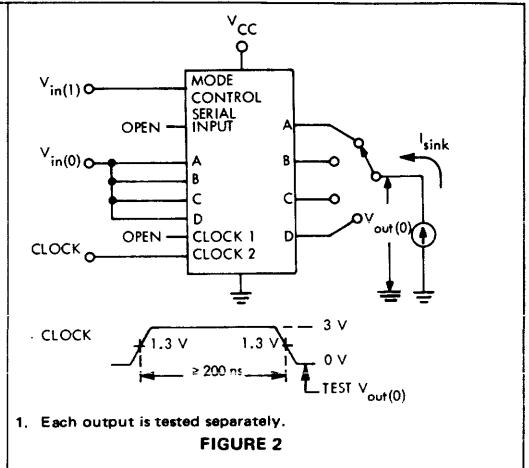 VCC
Vin(1)
MODE
CONTROL
SERIAL
OPEN INPUT
A
Isink
Vin(0)
A
B
B
C
C
D
Vout(0)
OPEN CLOCK 1
D
CLOCK CLOCK 2
CLOCK
3 V
1.3 V 1.3 V
0 V
≥ 200 ns
TEST Vout(0)
1. Each output is tested separately.
FIGURE 2